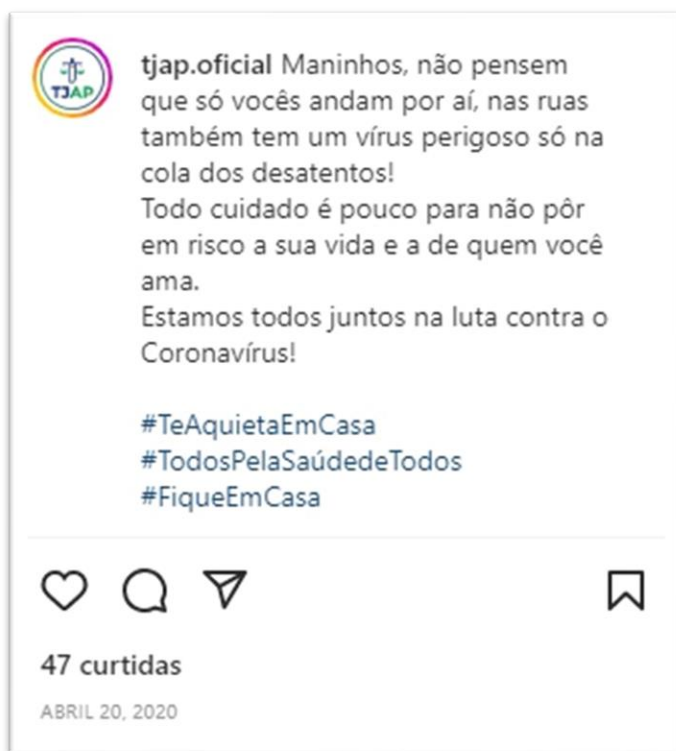 TJAP
tjap.oficial Maninhos, não pensem
que só vocês andam por aí, nas ruas
também tem um vírus perigoso só na
cola dos desatentos!
Todo cuidado é pouco para não pôr
em risco a sua vida e a de quem você
ama.
Estamos todos juntos na luta contra o
Coronavírus!
#TeAquietaEmCasa
#TodosPelaSaúdedeTodos
#FiqueEmCasa
47 curtidas
ABRIL 20, 2020